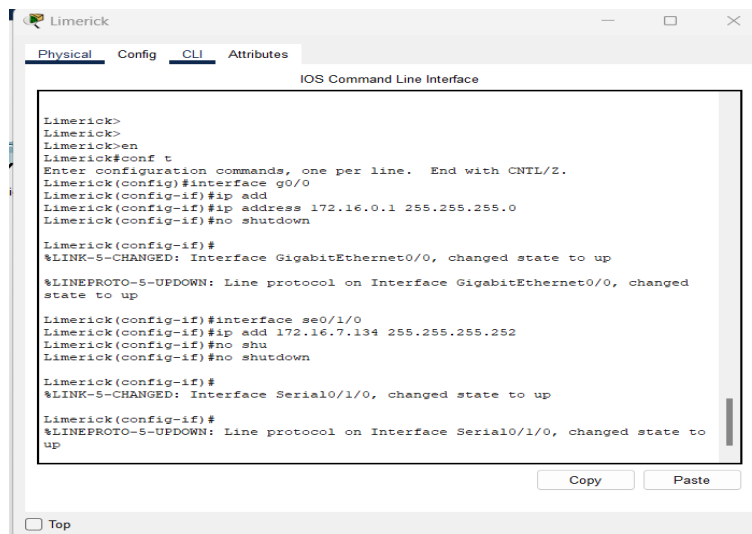 Limerick
Physical Config CLI Attributes
IOS Command Line Interface
Limerick>
Limerick>
Limerick>en
Limerick#conf t
Enter configuration commands, one per line.  End with CNTL/Z.
Limerick(config)#interface g0/0
Limerick(config-if)#ip add
Limerick(config-if)#ip address 172.16.0.1 255.255.255.0
Limerick(config-if)#no shutdown
Limerick(config-if)#
%LINK-5-CHANGED: Interface GigabitEthernet0/0, changed state to up
%LINEPROTO-5-UPDOWN: Line protocol on Interface GigabitEthernet0/0, changed
state to up
Limerick(config-if)#interface se0/1/0
Limerick(config-if)#ip add 172.16.7.134 255.255.255.252
Limerick(config-if)#no shu
Limerick(config-if)#no shutdown
Limerick(config-if)#
%LINK-5-CHANGED: Interface Serial0/1/0, changed state to up
Limerick(config-if)#
%LINEPROTO-5-UPDOWN: Line protocol on Interface Serial0/1/0, changed state to
up
Copy Paste
Top